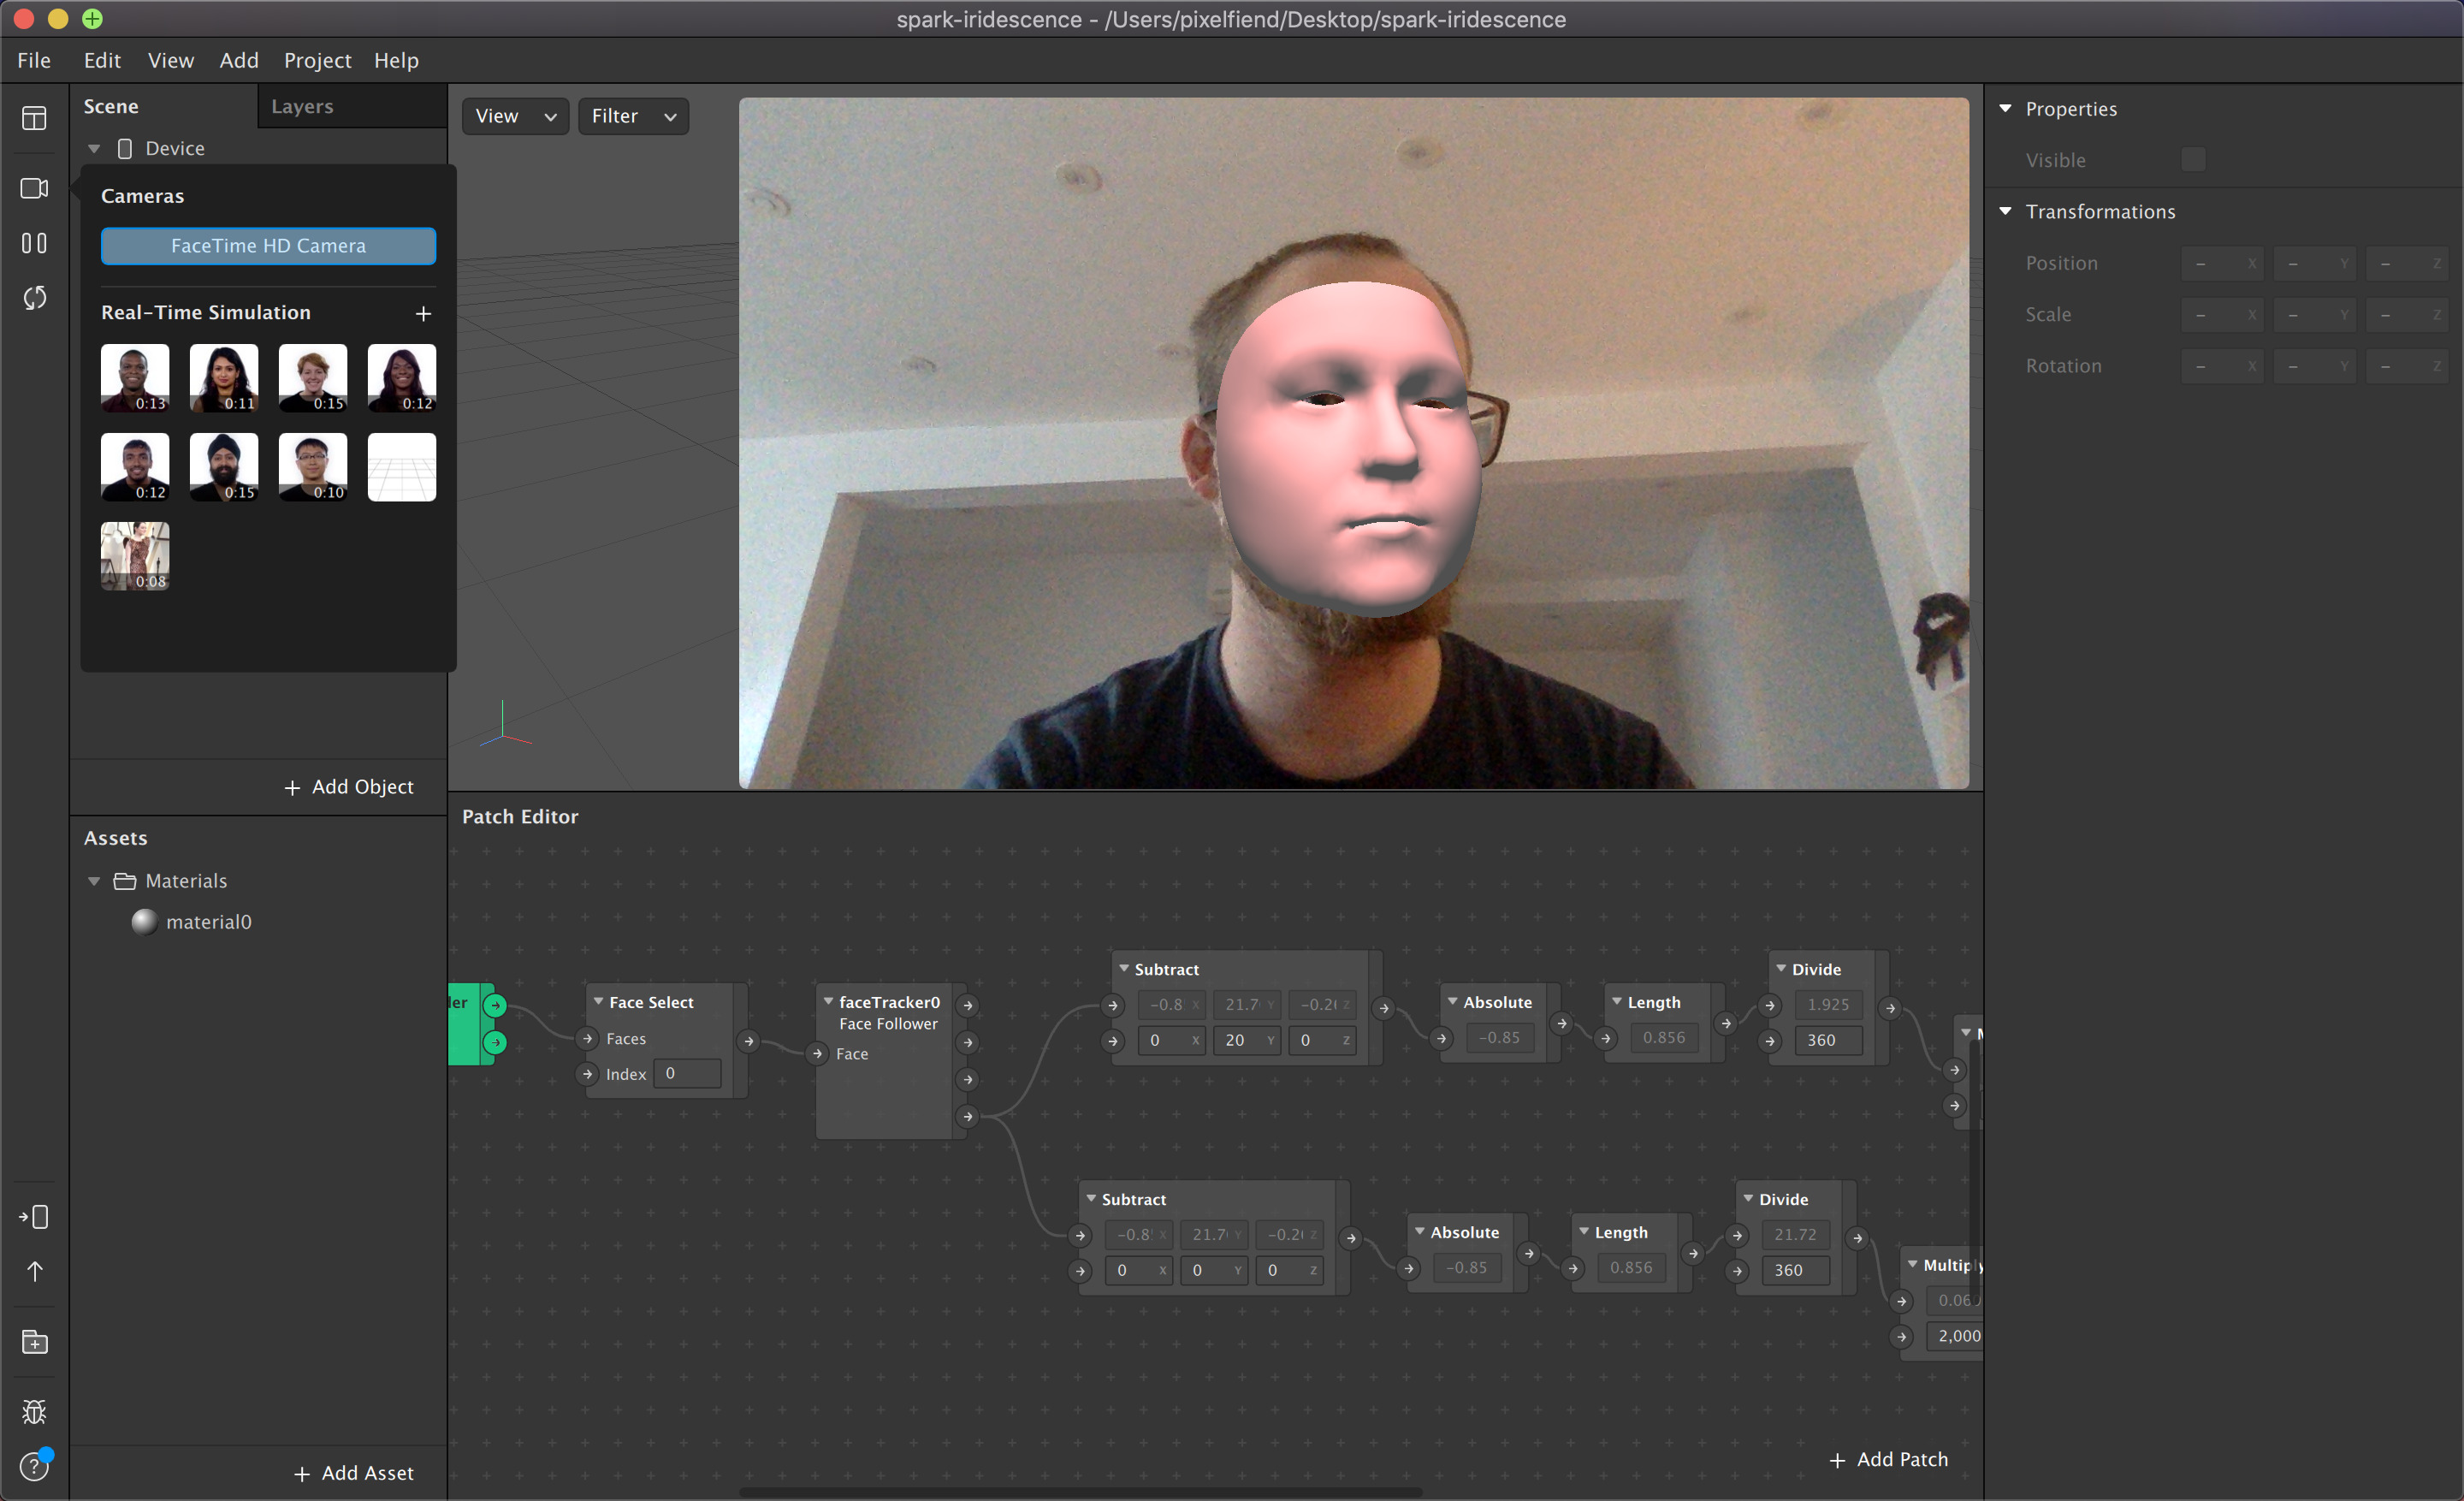 spark-iridescence - /Users/pixelfiend/Desktop/spark-iridescence
File Edit View Add Project Help
Scene Layers
Device
Cameras
FaceTime HD Camera
Real-Time Simulation +
0:13 0:11 0:15 0:12
0:12 0:15 0:10
0:08
+ Add Object
Assets
Materials
material0
+ Add Asset
View Filter
Patch Editor
ler
Face Select
Faces
Index 0
faceTracker0
Face Follower
Face
Subtract
-0.8 X 21.7 Y -0.2 Z
0 X 20 Y 0 Z
Absolute
-0.85
Length
0.856
Divide
1.925
360
Subtract
-0.8 X 21.7 Y -0.2 Z
0 X 0 Y 0 Z
Absolute
-0.85
Length
0.856
Divide
21.72
360
Multiply
0.060
2,000
+ Add Patch
Properties
Visible
Transformations
Position - X - Y - Z
Scale - X - Y - Z
Rotation - X - Y - Z